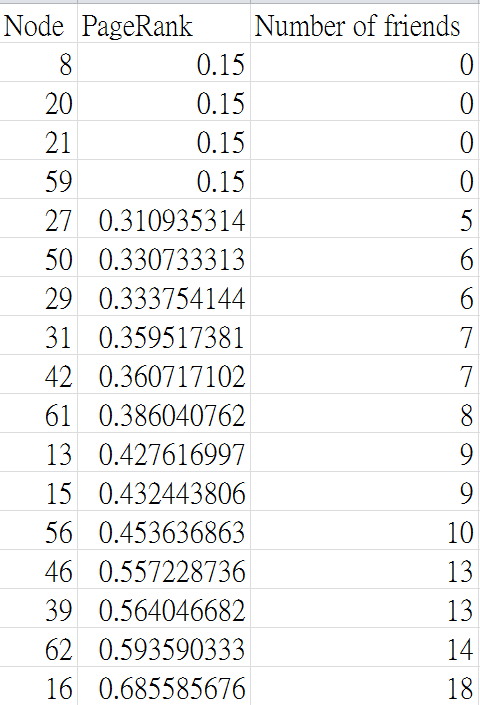 Node PageRank Number of friends
8 0.15 0
20 0.15 0
21 0.15 0
59 0.15 0
27 0.310935314 5
50 0.330733313 6
29 0.333754144 6
31 0.359517381 7
42 0.360717102 7
61 0.386040762 8
13 0.427616997 9
15 0.432443806 9
56 0.453636863 10
46 0.557228736 13
39 0.564046682 13
62 0.593590333 14
16 0.685585676 18